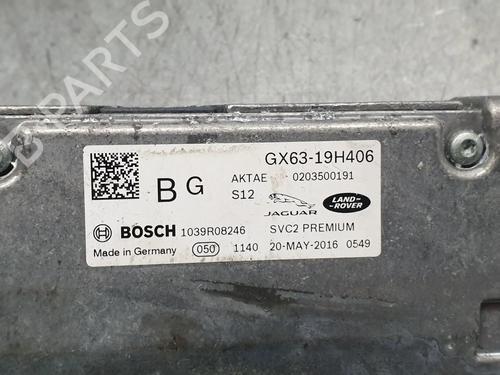 B PARTS
GX63-19H406
B G
AKTAE 0203500191
S12
JAGUAR
LAND-
ROVER
BOSCH 1039R08246 SVC2 PREMIUM
Made in Germany 050 1140 20-MAY-2016 0549